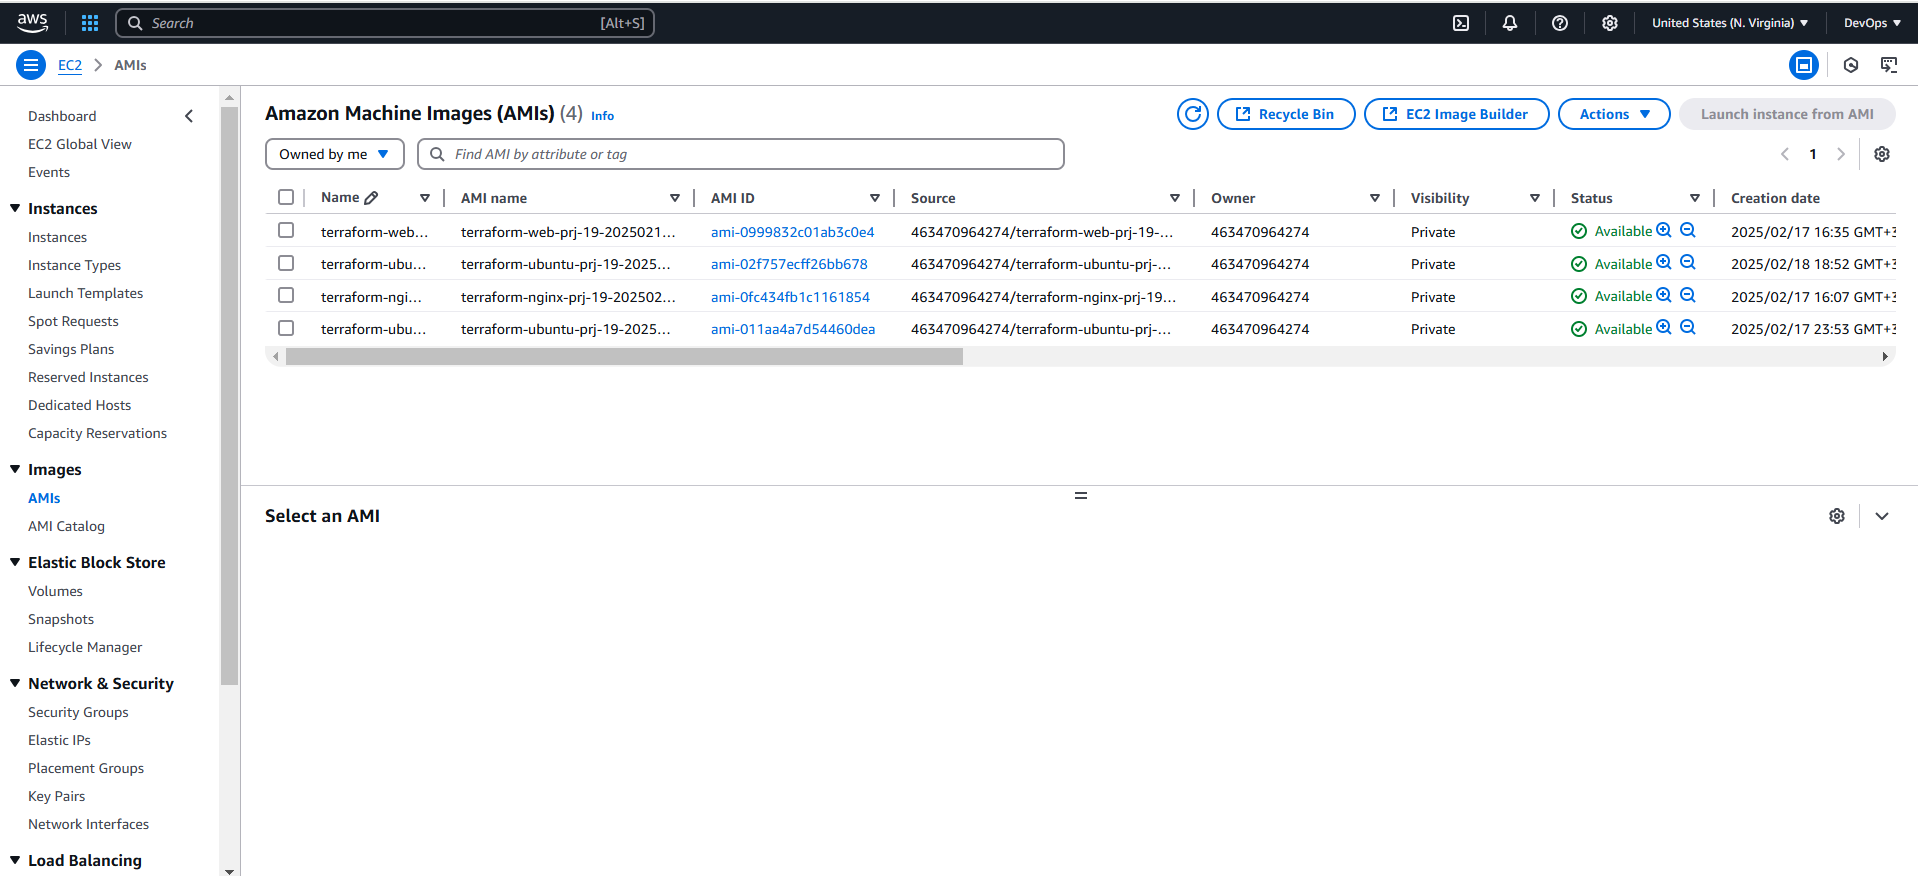 aws Search [Alt+S] United States (N. Virginia) DevOps
EC2 AMIs
Dashboard
EC2 Global View
Events
Instances
Instances
Instance Types
Launch Templates
Spot Requests
Savings Plans
Reserved Instances
Dedicated Hosts
Capacity Reservations
Images
AMIs
AMI Catalog
Elastic Block Store
Volumes
Snapshots
Lifecycle Manager
Network & Security
Security Groups
Elastic IPs
Placement Groups
Key Pairs
Network Interfaces
Load Balancing
Amazon Machine Images (AMIs) (4) Info Recycle Bin EC2 Image Builder Actions Launch instance from AMI
Owned by me Find AMI by attribute or tag 1
Name AMI name AMI ID Source Owner Visibility Status Creation date
terraform-web... terraform-web-prj-19-2025021... ami-0999832c01ab3c0e4 463470964274/terraform-web-prj-19-... 463470964274 Private Available 2025/02/17 16:35 GMT+3
terraform-ubu... terraform-ubuntu-prj-19-2025... ami-02f757ecff26bb678 463470964274/terraform-ubuntu-prj-... 463470964274 Private Available 2025/02/18 18:52 GMT+3
terraform-ngi... terraform-nginx-prj-19-202502... ami-0fc434fb1c1161854 463470964274/terraform-nginx-prj-19... 463470964274 Private Available 2025/02/17 16:07 GMT+3
terraform-ubu... terraform-ubuntu-prj-19-2025... ami-011aa4a7d54460dea 463470964274/terraform-ubuntu-prj-... 463470964274 Private Available 2025/02/17 23:53 GMT+3
Select an AMI